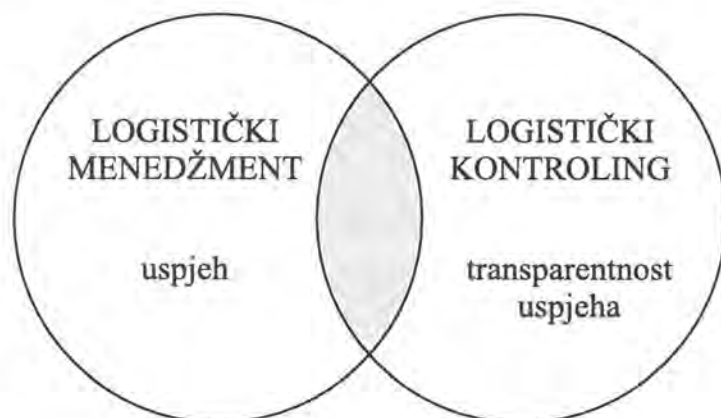 LOGISTIČKI
MENEDŽMENT
uspjeh
LOGISTIČKI
KONTROLING
transparentnost
uspjeha